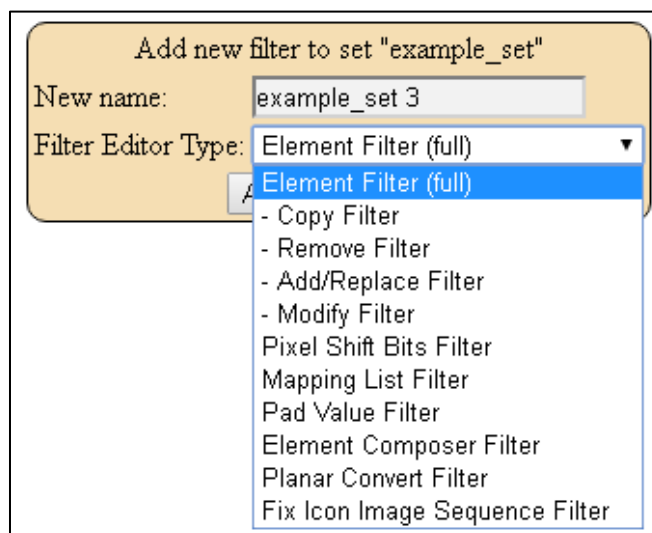 Add new filter to set "example_set"
New name: example_set 3
Filter Editor Type: Element Filter (full)
Element Filter (full)
- Copy Filter
- Remove Filter
- Add/Replace Filter
- Modify Filter
Pixel Shift Bits Filter
Mapping List Filter
Pad Value Filter
Element Composer Filter
Planar Convert Filter
Fix Icon Image Sequence Filter